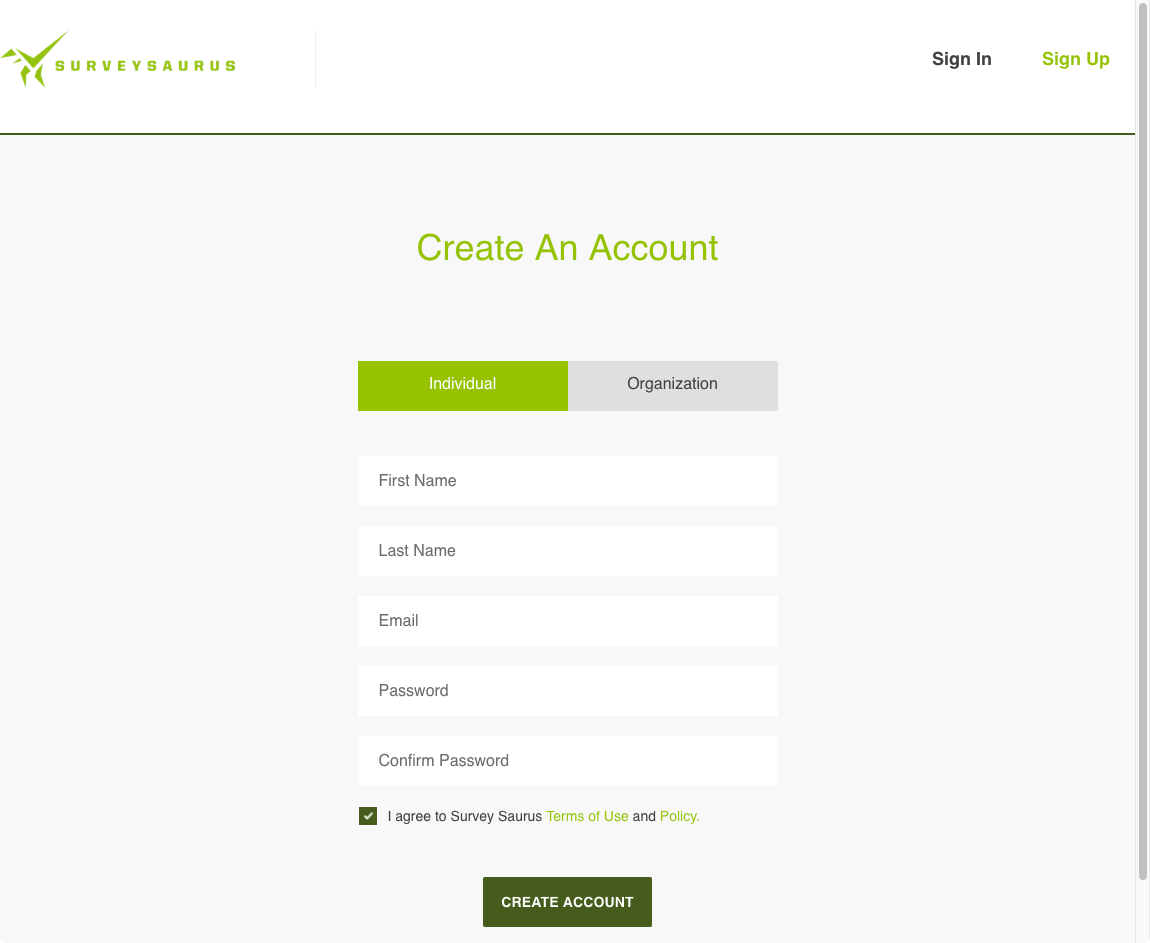 SURVEYSAURUS
Sign In
Sign Up
Create An Account
Individual
Organization
First Name
Last Name
Email
Password
Confirm Password
I agree to Survey Saurus Terms of Use and Policy.
CREATE ACCOUNT